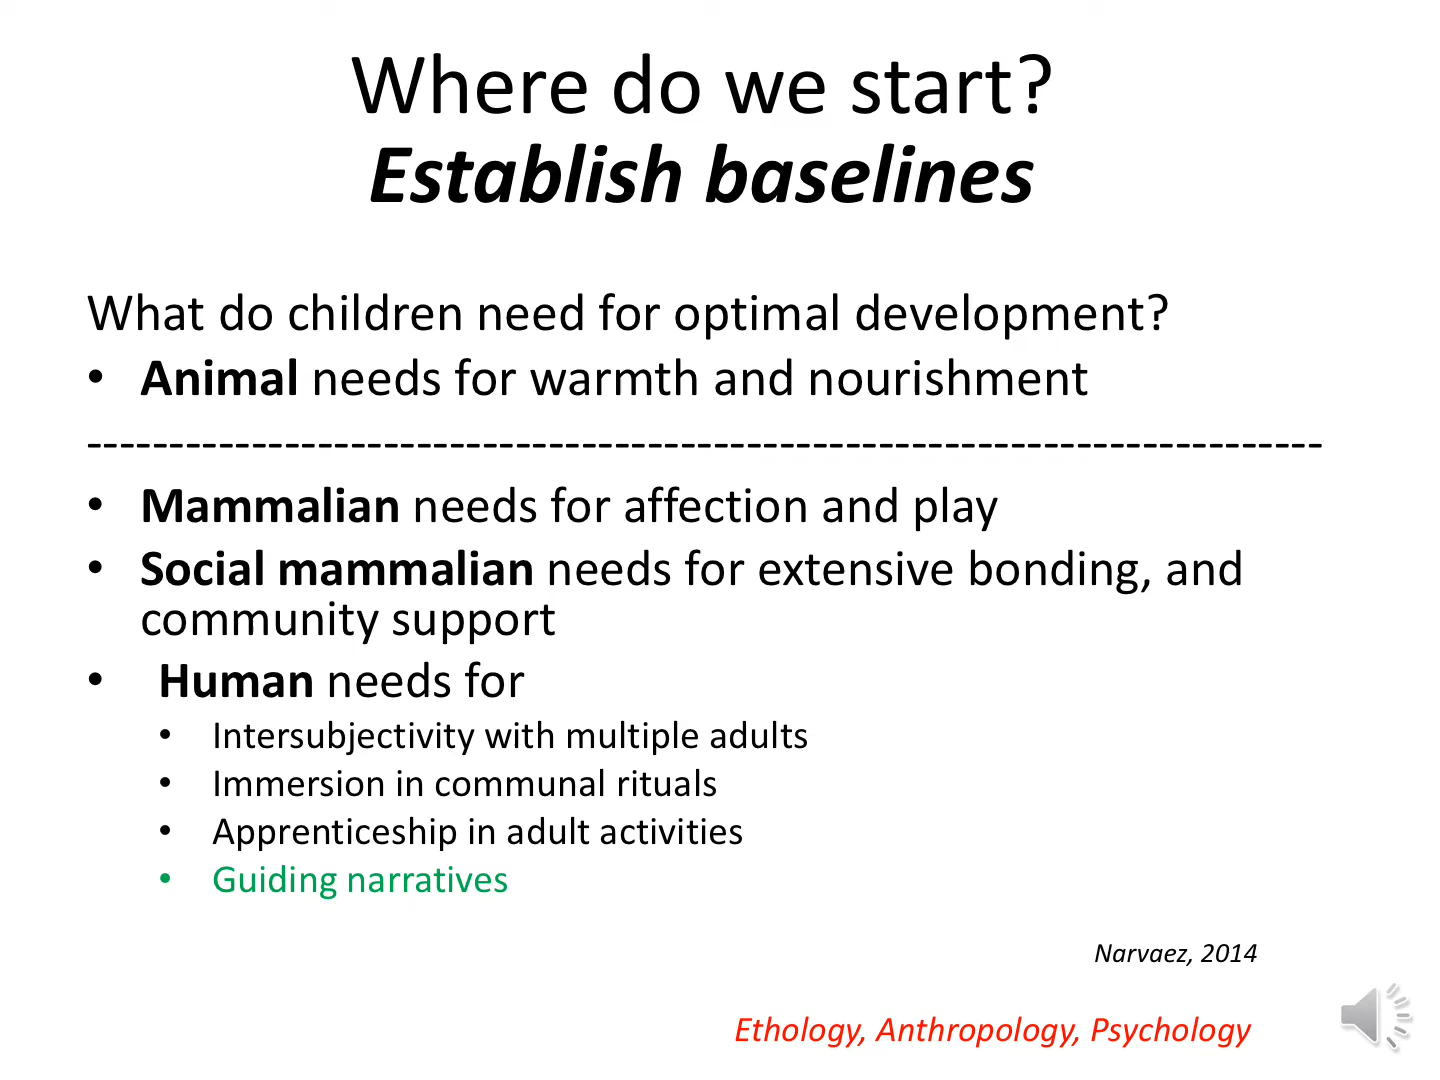 Where do we start?
Establish baselines
What do children need for optimal development?
• Animal needs for warmth and nourishment
---------------------------------------------------------------------------
• Mammalian needs for affection and play
• Social mammalian needs for extensive bonding, and
community support
• Human needs for
• Intersubjectivity with multiple adults
• Immersion in communal rituals
• Apprenticeship in adult activities
• Guiding narratives
Narvaez, 2014
Ethology, Anthropology, Psychology